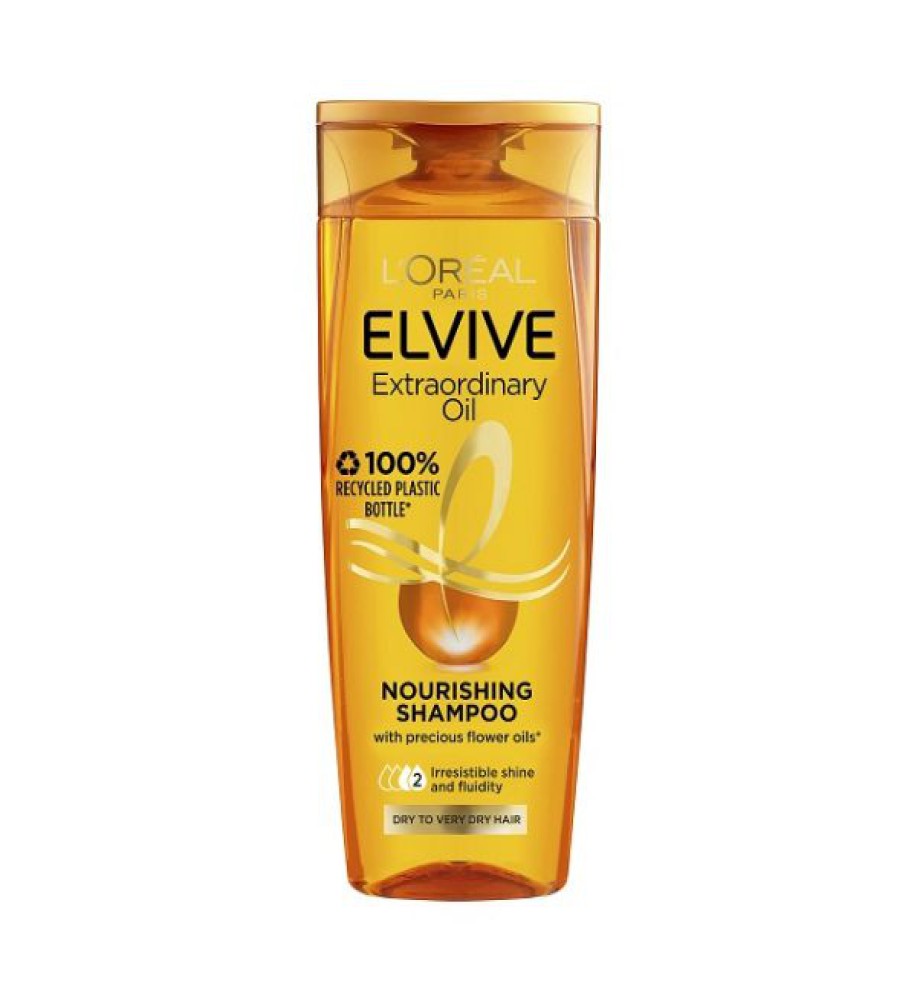 L'ORÉAL
PARIS
ELVIVE
Extraordinary
Oil
100%
RECYCLED PLASTIC
BOTTLE*
NOURISHING
SHAMPOO
with precious flower oils*
2 Irresistible shine
and fluidity
DRY TO VERY DRY HAIR